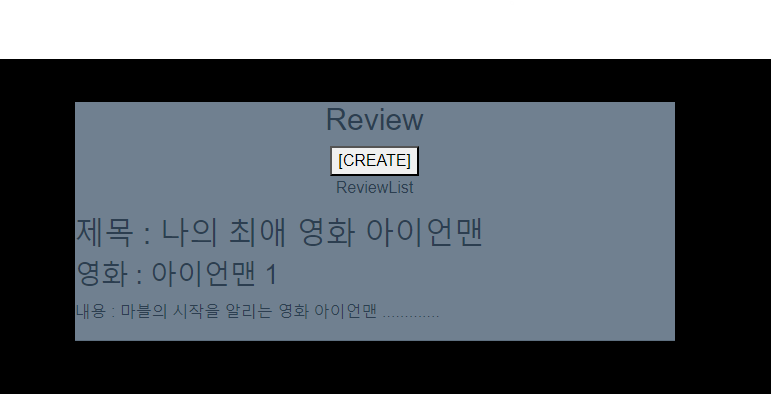 Review
[CREATE]
ReviewList
제목 : 나의 최애 영화 아이언맨
영화 : 아이언맨 1
내용 : 마블의 시작을 알리는 영화 아이언맨 .............